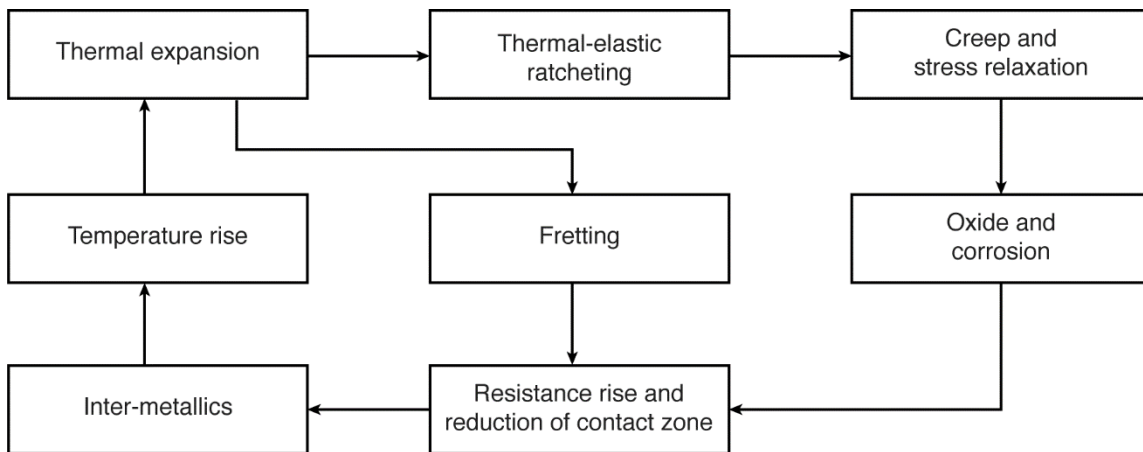 Thermal expansion
Thermal-elastic
ratcheting
Creep and
stress relaxation
Temperature rise
Fretting
Oxide and
corrosion
Inter-metallics
Resistance rise and
reduction of contact zone